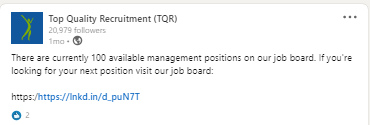 Top Quality Recruitment (TQR)
20,979 followers
1mo •
There are currently 100 available management positions on our job board. If you're
looking for your next position visit our job board:
https:/https://lnkd.in/d_puN7T
2